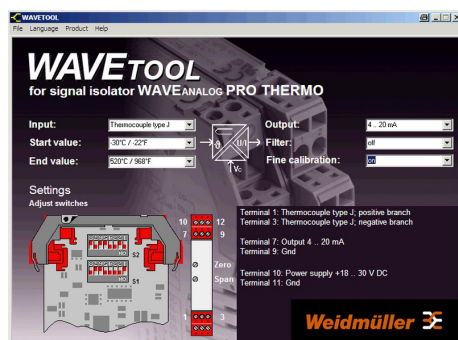 WAVETOOL
File Language Product Help
WAVETOOL
for signal isolator WAVEANALOG PRO THERMO
Input: Thermocouple type J Output: 4 .. 20 mA
Start value: -30°C / -22°F Filter: off
End value: 520°C / 968°F Fine calibration: on
ϑ U/I
Vc
Settings
Adjust switches
10 12
7 9
S2
S1
Zero
Span
1 3
Terminal 1: Thermocouple type J; positive branch
Terminal 3: Thermocouple type J; negative branch
Terminal 7: Output 4 .. 20 mA
Terminal 9: Gnd
Terminal 10: Power supply +18 .. 30 V DC
Terminal 11: Gnd
Weidmüller